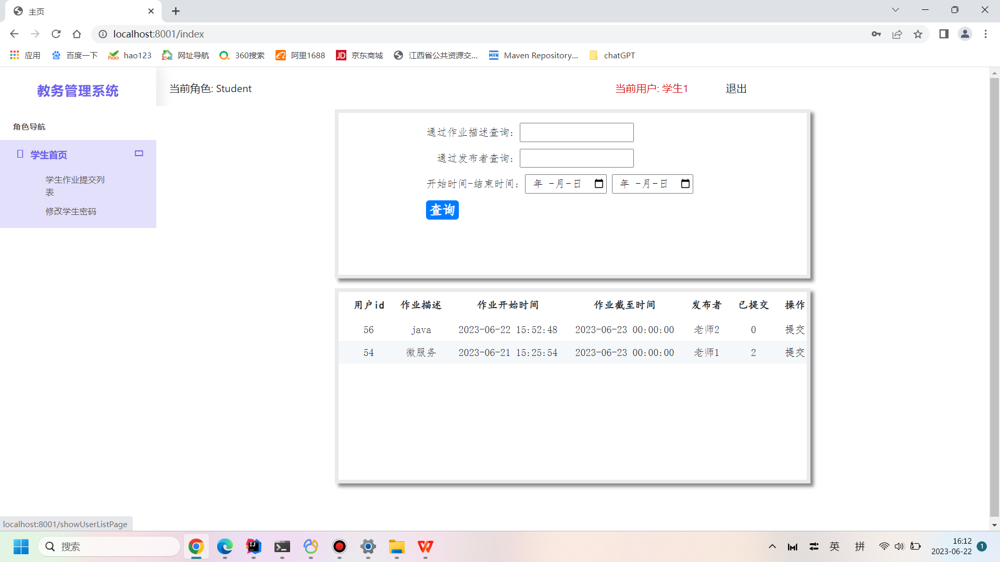 主页
localhost:8001/index
应用
百度一下
hao123
网址导航
360搜索
阿里1688
京东商城
江西省公共资源交...
Maven Repository...
chatGPT
教务管理系统
当前角色: Student
当前用户: 学生1
退出
角色导航
学生首页
学生作业提交列
表
修改学生密码
通过作业描述查询:
通过发布者查询:
开始时间-结束时间: 年 -月-日 年 -月-日
查询
用户id 作业描述 作业开始时间 作业截至时间 发布者 已提交 操作
56 java 2023-06-22 15:52:48 2023-06-23 00:00:00 老师2 0 提交
54 微服务 2023-06-21 15:25:54 2023-06-23 00:00:00 老师1 2 提交
localhost:8001/showUserListPage
搜索
英
拼
16:12
2023-06-22
1